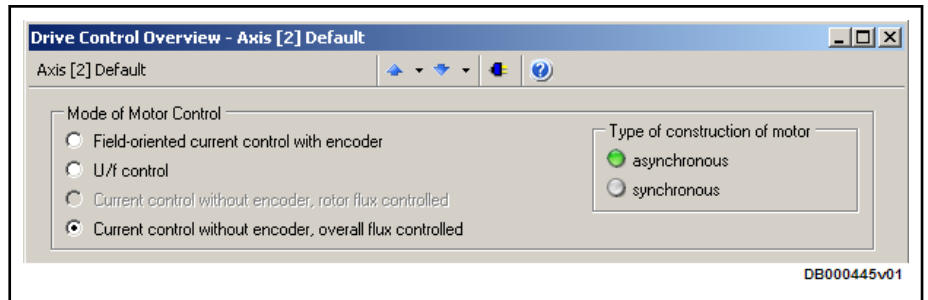 Drive Control Overview - Axis [2] Default
Axis [2] Default
Mode of Motor Control
Field-oriented current control with encoder
U/f control
Current control without encoder, rotor flux controlled
Current control without encoder, overall flux controlled
Type of construction of motor
asynchronous
synchronous
DB000445v01